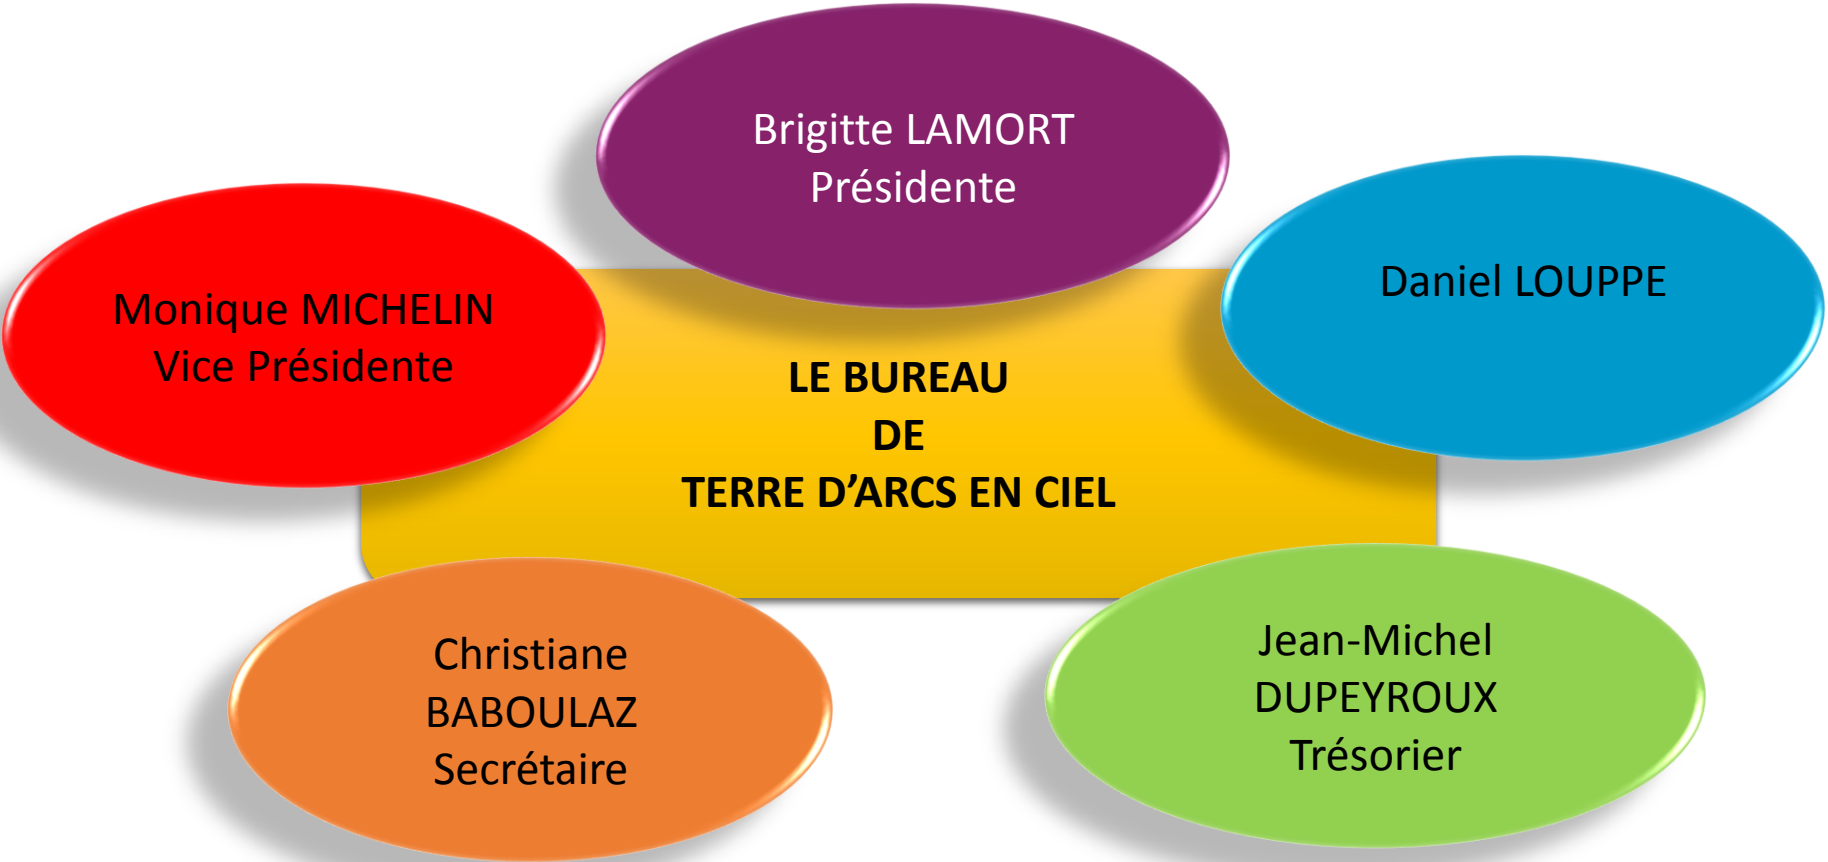 Brigitte LAMORT
Présidente
Monique MICHELIN
Vice Présidente
Daniel LOUPPE
LE BUREAU
DE
TERRE D’ARCS EN CIEL
Christiane
BABOULAZ
Secrétaire
Jean-Michel
DUPEYROUX
Trésorier